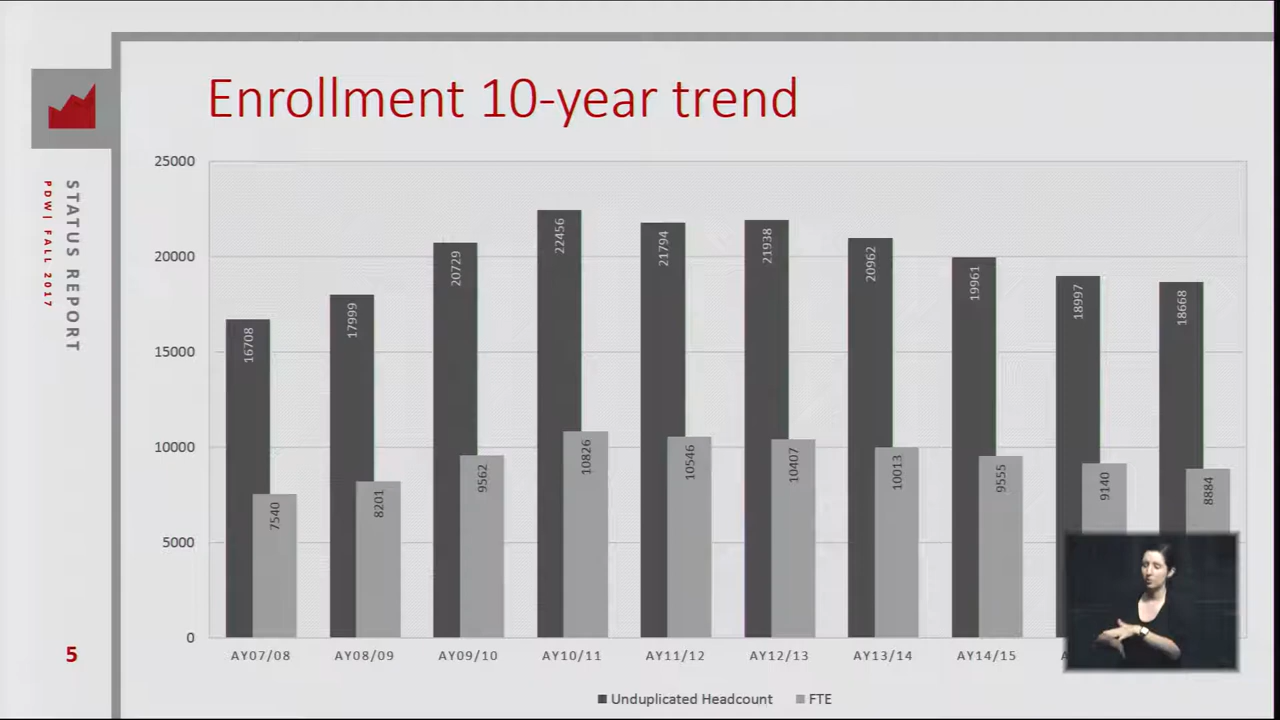 Enrollment 10-year trend
STATUS REPORT
PDW| FALL 2017
25000
20000
15000
10000
5000
0
16708
7540
17999
8201
20729
9562
22456
10826
21794
10546
21938
10407
20962
10013
19961
9555
18997
9140
18668
8884
AY07/08
AY08/09
AY09/10
AY10/11
AY11/12
AY12/13
AY13/14
AY14/15
Unduplicated Headcount
FTE
5